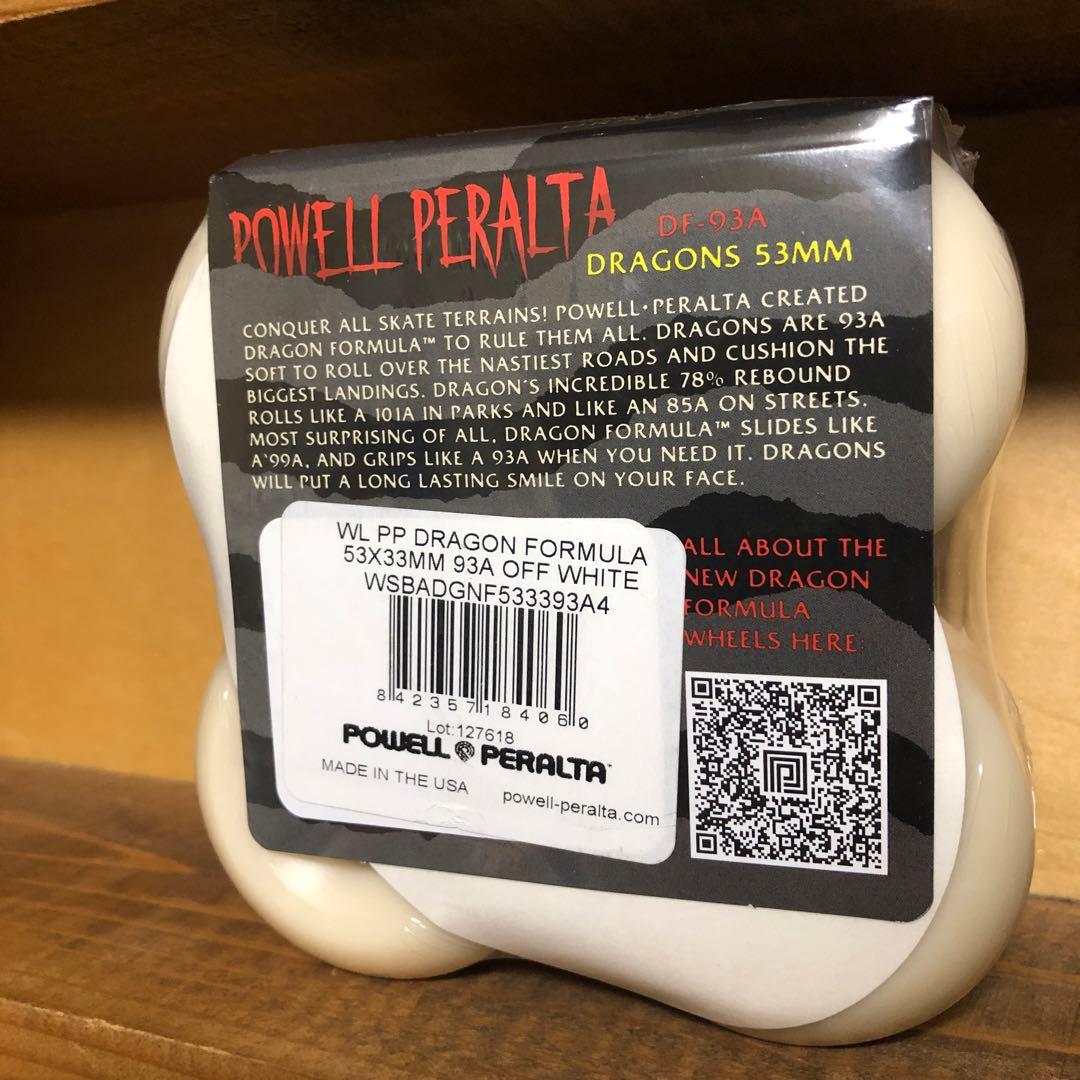 POWELL PERALTA
DF-93A
DRAGONS 53MM
CONQUER ALL SKATE TERRAINS! POWELL•PERALTA CREATED
DRAGON FORMULA™ TO RULE THEM ALL. DRAGONS ARE 93A
SOFT TO ROLL OVER THE NASTIEST ROADS AND CUSHION THE
BIGGEST LANDINGS. DRAGON'S INCREDIBLE 78% REBOUND
ROLLS LIKE A 101A IN PARKS AND LIKE AN 85A ON STREETS.
MOST SURPRISING OF ALL, DRAGON FORMULA™ SLIDES LIKE
A'99A, AND GRIPS LIKE A 93A WHEN YOU NEED IT. DRAGONS
WILL PUT A LONG LASTING SMILE ON YOUR FACE.
WL PP DRAGON FORMULA
53X33MM 93A OFF WHITE
WSBADGNF533393A4
8 42357 18406 0
Lot:127618
POWELL PERALTA™
MADE IN THE USA
powell-peralta.com
ALL ABOUT THE
NEW DRAGON
FORMULA
WHEELS HERE: